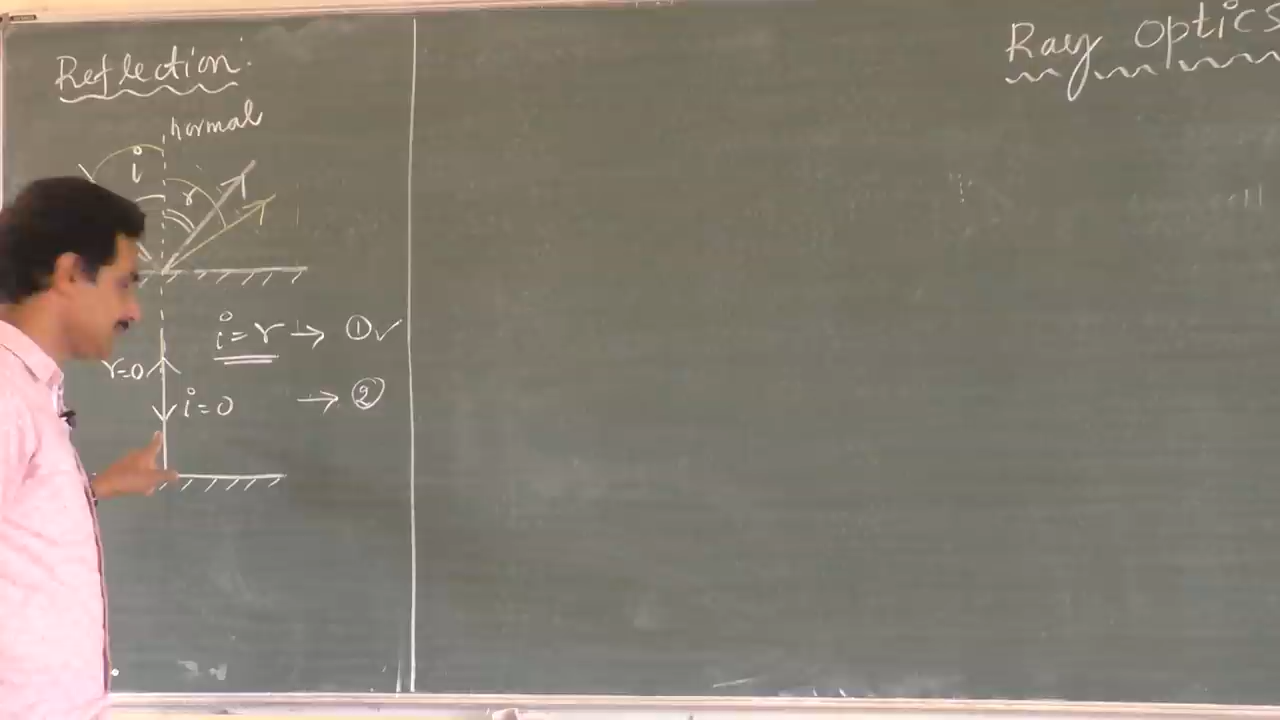 Ray Optics
Reflection:
normal
i
r
i=r → ①✓
r=0
i=0 → ②